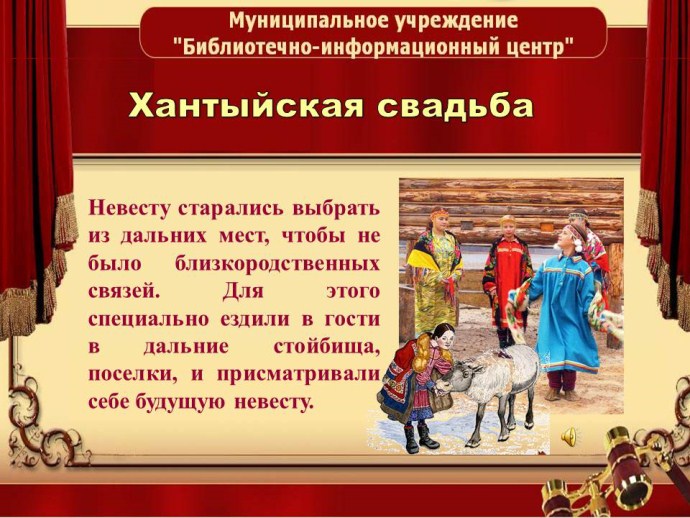 Муниципальное учреждение
"Библиотечно-информационный центр"
Хантыйская свадьба
Невесту старались выбрать
из дальних мест, чтобы не
было близкородственных
связей. Для этого
специально ездили в гости
в дальние стойбища,
поселки, и присматривали
себе будущую невесту.